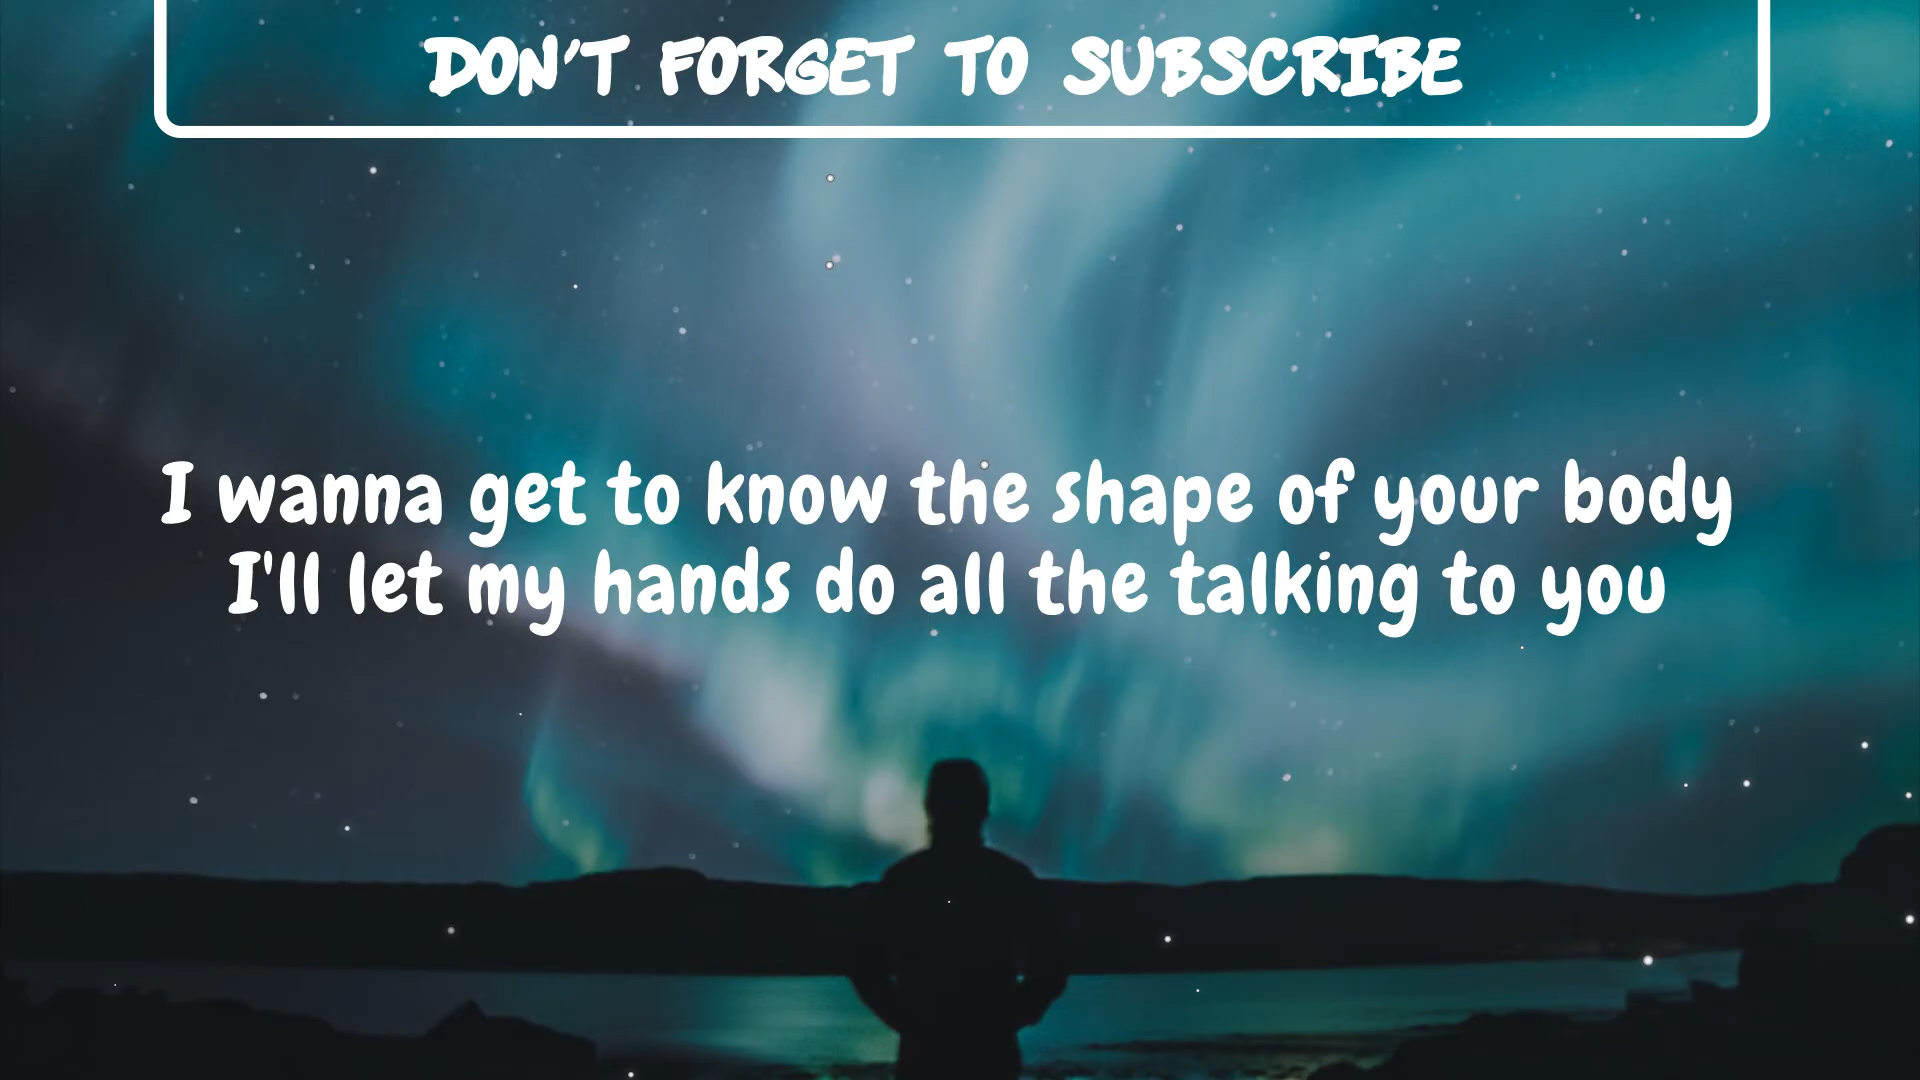 DON'T FORGET TO SUBSCRIBE
I wanna get to know the shape of your body
I'll let my hands do all the talking to you